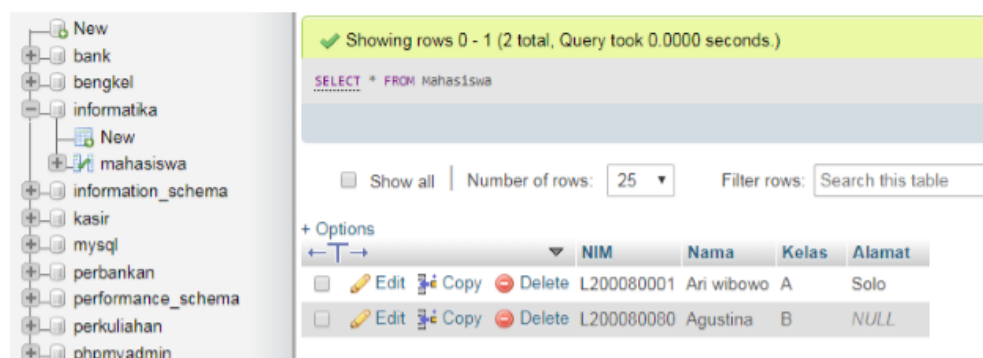 New
bank
bengkel
informatika
New
mahasiswa
information_schema
kasir
mysql
perbankan
performance_schema
perkuliahan
phpmyadmin
Showing rows 0 - 1 (2 total, Query took 0.0000 seconds.)
SELECT * FROM Mahasiswa
Show all | Number of rows: 25 Filter rows: Search this table
+ Options
←T→ NIM Nama Kelas Alamat
Edit Copy Delete L200080001 Ari wibowo A Solo
Edit Copy Delete L200080080 Agustina B NULL